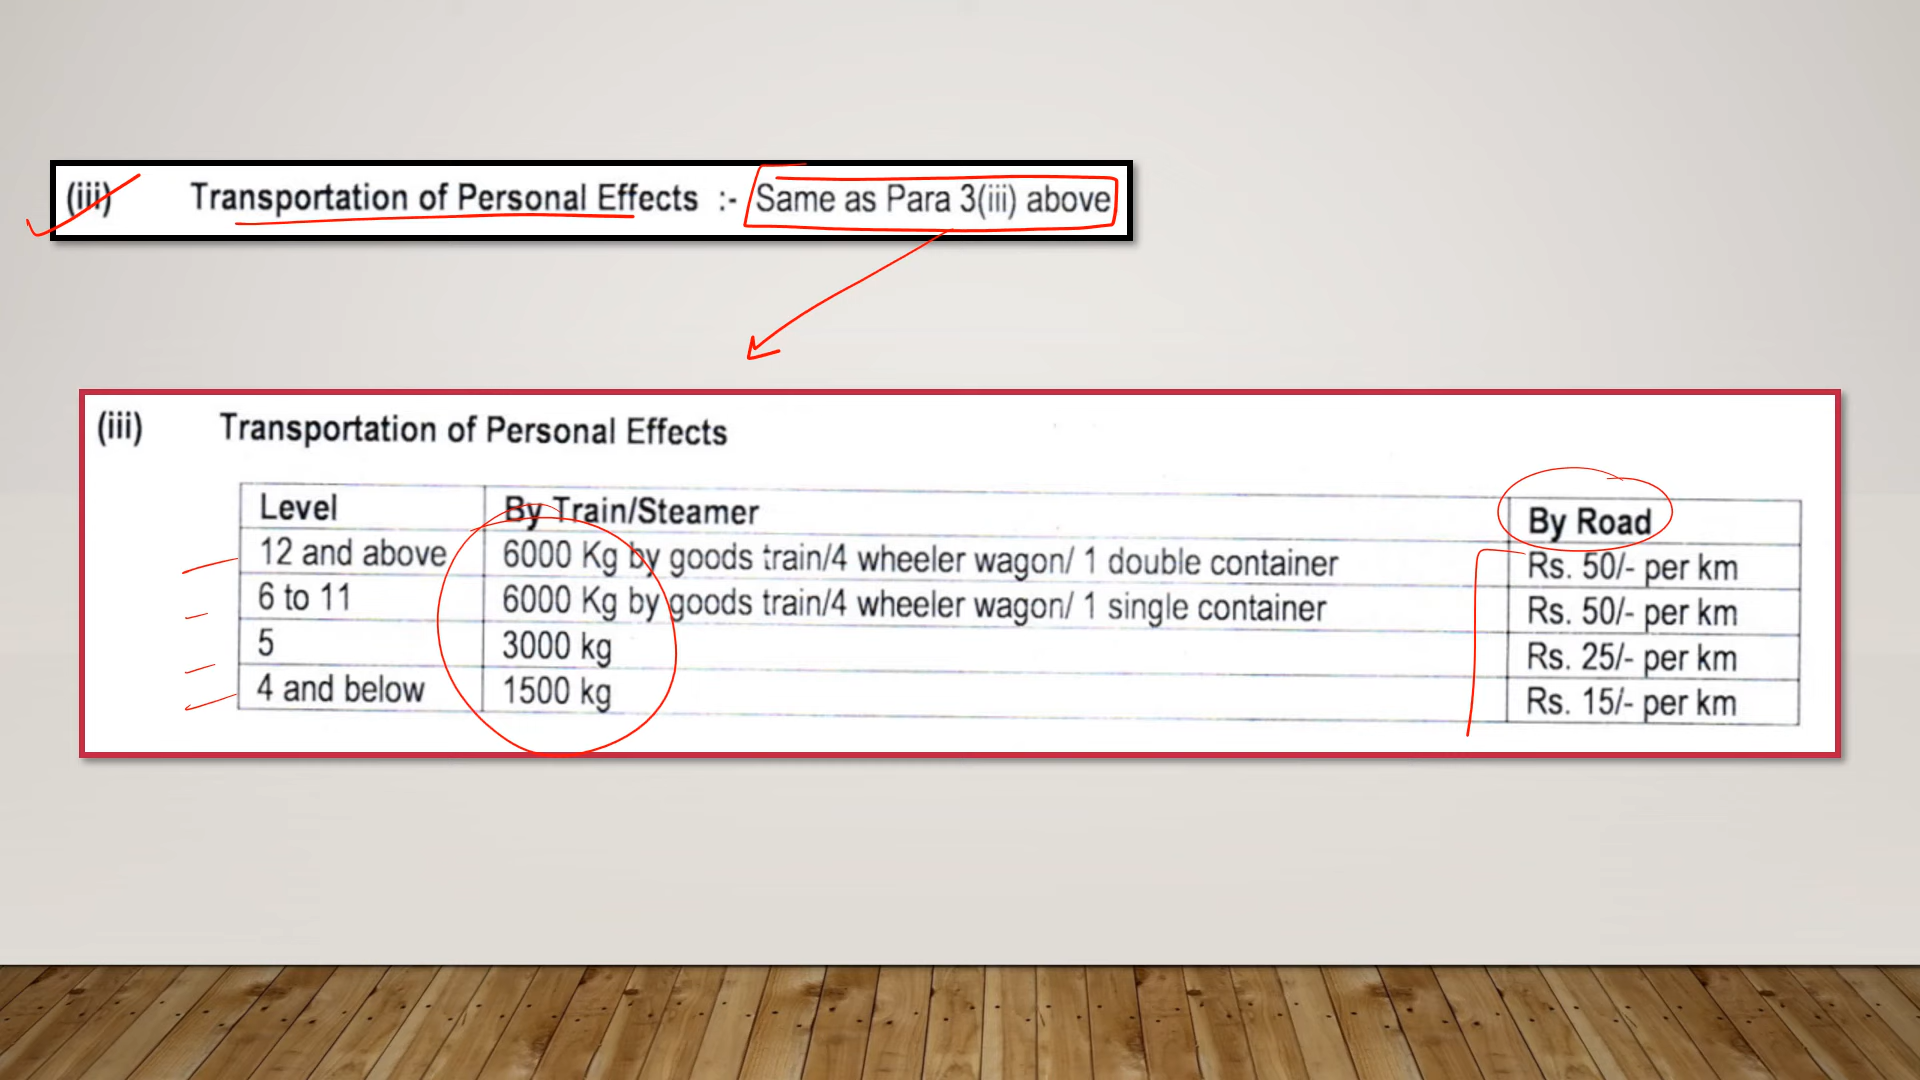 (iii) Transportation of Personal Effects :- Same as Para 3(iii) above
(iii) Transportation of Personal Effects
Level By Train/Steamer By Road
12 and above 6000 Kg by goods train/4 wheeler wagon/ 1 double container Rs. 50/- per km
6 to 11 6000 Kg by goods train/4 wheeler wagon/ 1 single container Rs. 50/- per km
5 3000 kg Rs. 25/- per km
4 and below 1500 kg Rs. 15/- per km